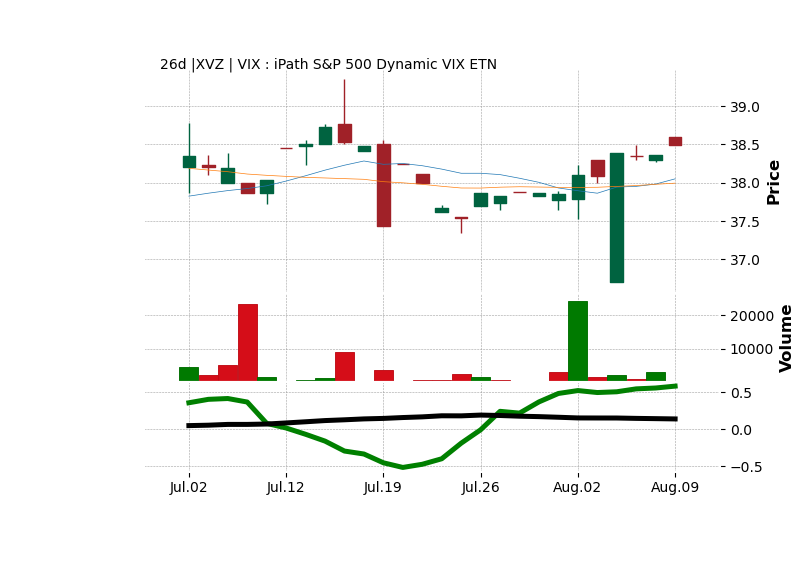 26d |XVZ | VIX : iPath S&P 500 Dynamic VIX ETN
39.0
38.5
38.0
37.5
37.0
Price
20000
10000
Volume
0.5
0.0
−0.5
Jul.02 Jul.12 Jul.19 Jul.26 Aug.02 Aug.09